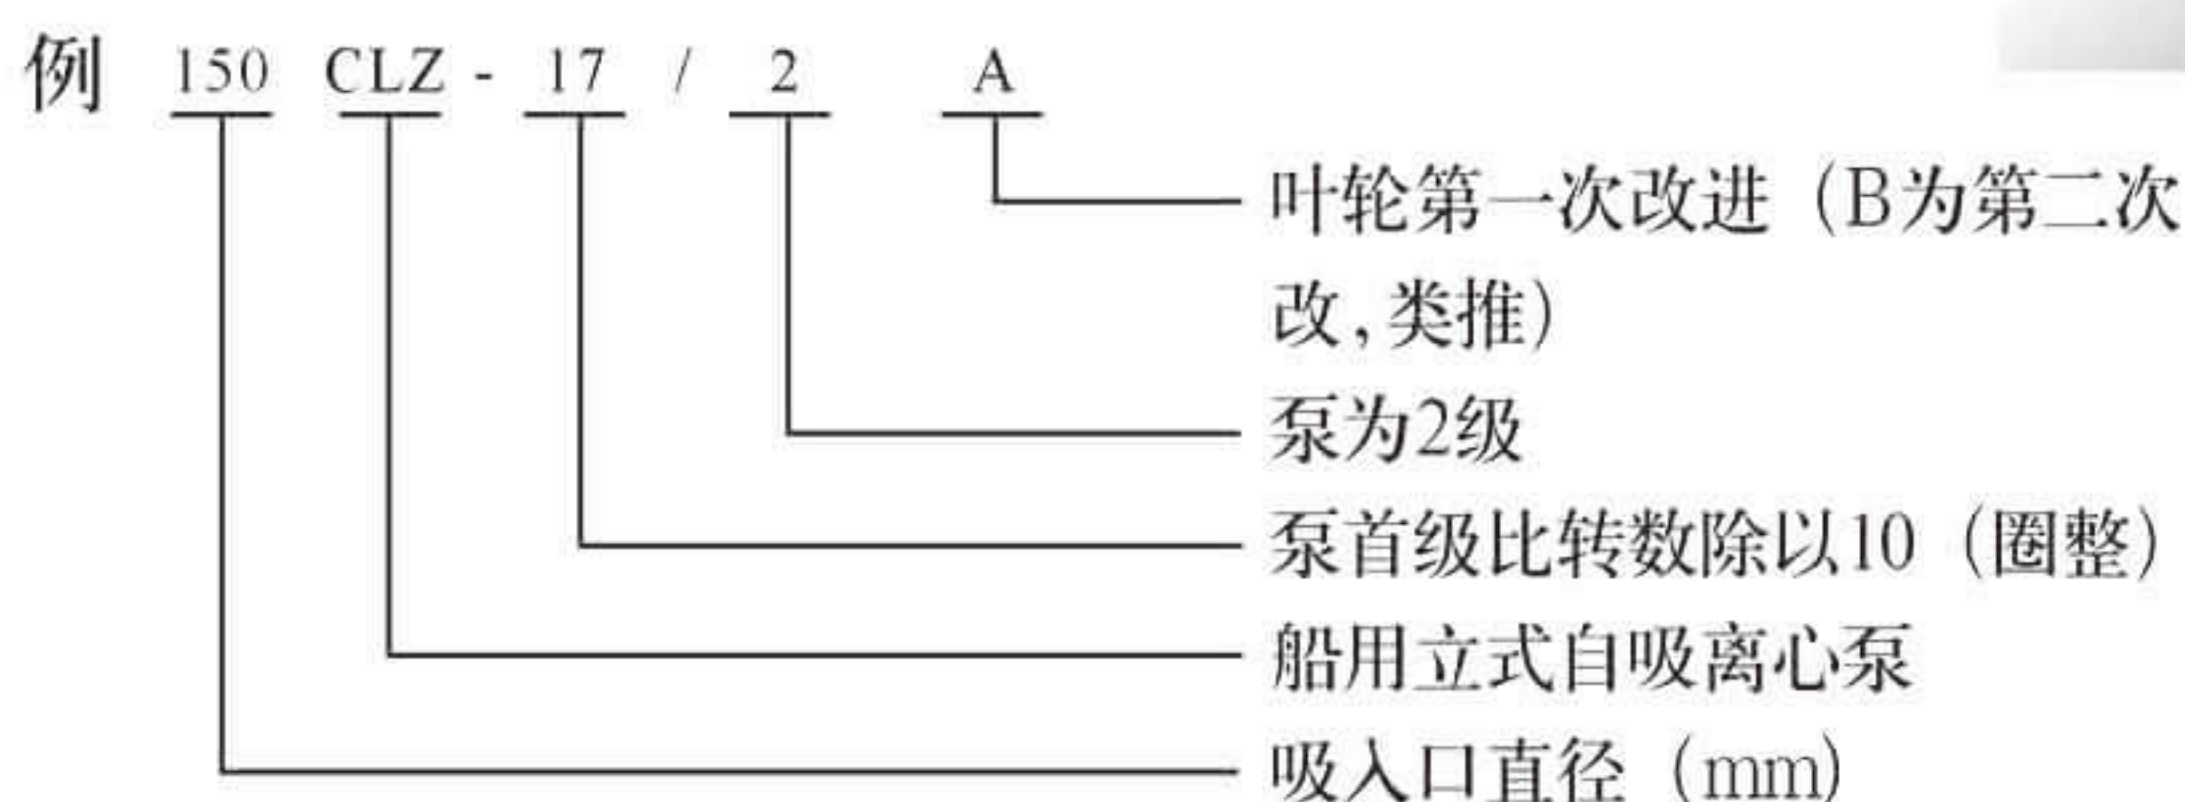 例 150 CLZ - 17 / 2 A
叶轮第一次改进（B为第二次
改,类推）
泵为2级
泵首级比转数除以10（圈整）
船用立式自吸离心泵
吸入口直径（mm）